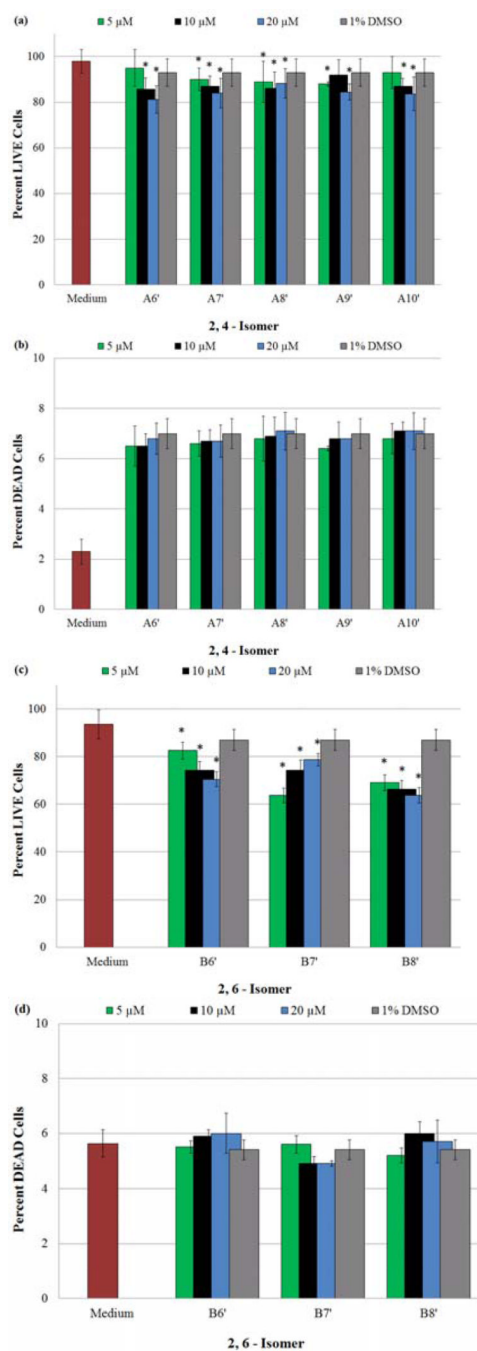 (a)
5 µM 10 µM 20 µM 1% DMSO
Percent LIVE Cells
100
80
60
40
20
0
* * * * * * * * * * * *
Medium A6' A7' A8' A9' A10'
2, 4 - Isomer
(b)
5 µM 10 µM 20 µM 1% DMSO
Percent DEAD Cells
10
8
6
4
2
0
Medium A6' A7' A8' A9' A10'
2, 4 - Isomer
(c)
5 µM 10 µM 20 µM 1% DMSO
Percent LIVE Cells
100
80
60
40
20
0
* * * * * * * * *
Medium B6' B7' B8'
2, 6 - Isomer
(d)
5 µM 10 µM 20 µM 1% DMSO
Percent DEAD Cells
10
8
6
4
2
0
Medium B6' B7' B8'
2, 6 - Isomer